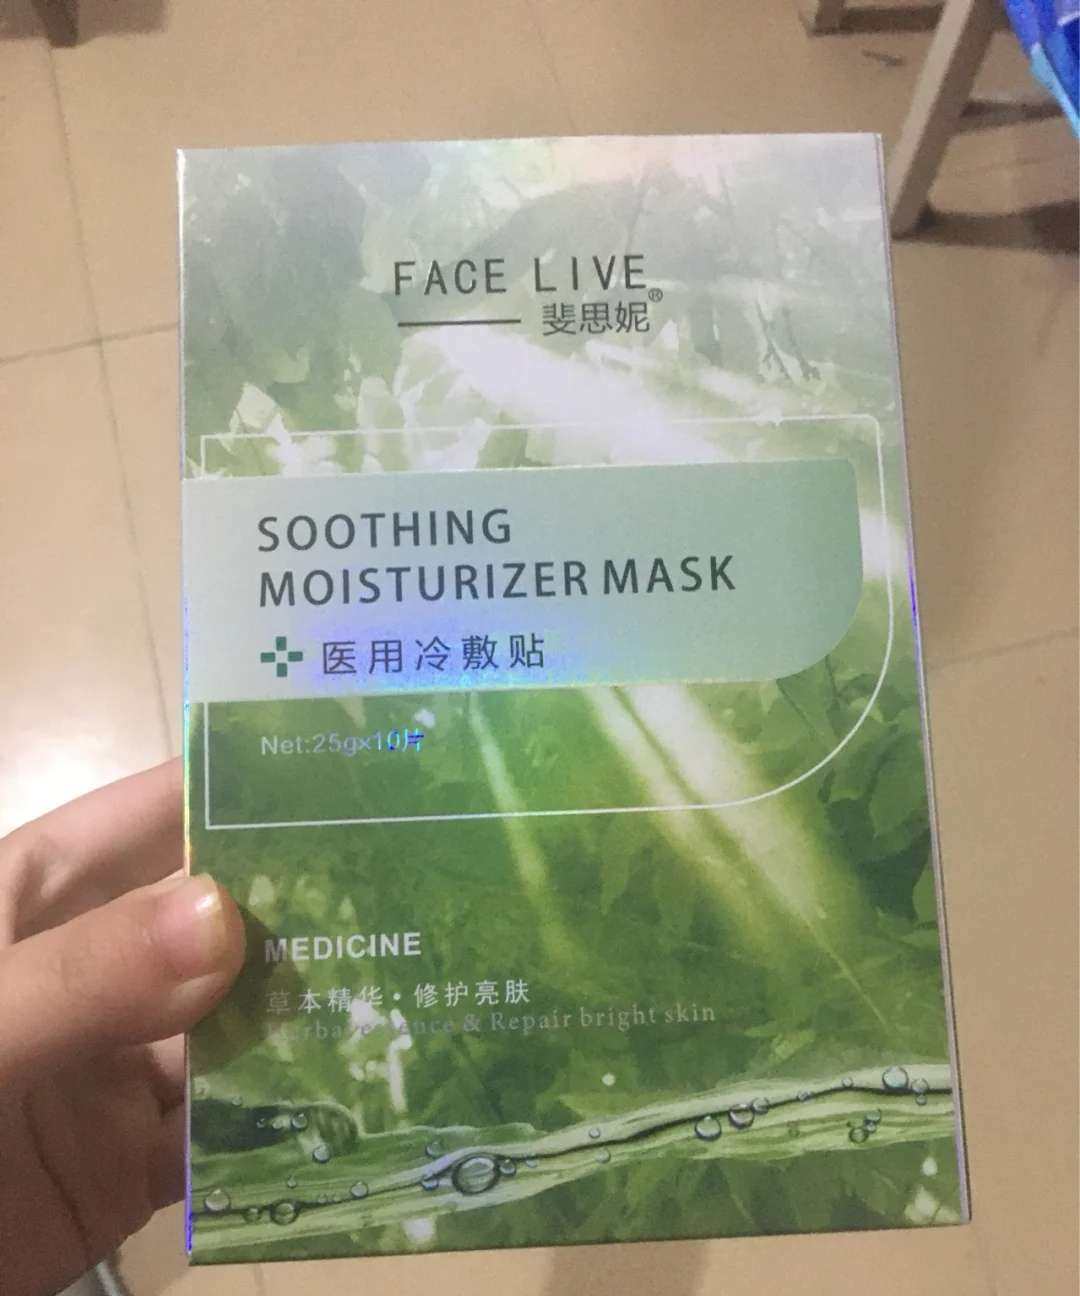 FACE LIVE
斐思妮®
SOOTHING
MOISTURIZER MASK
医用冷敷贴
Net:25g×10片
MEDICINE
草本精华·修护亮肤
& Repair bright skin